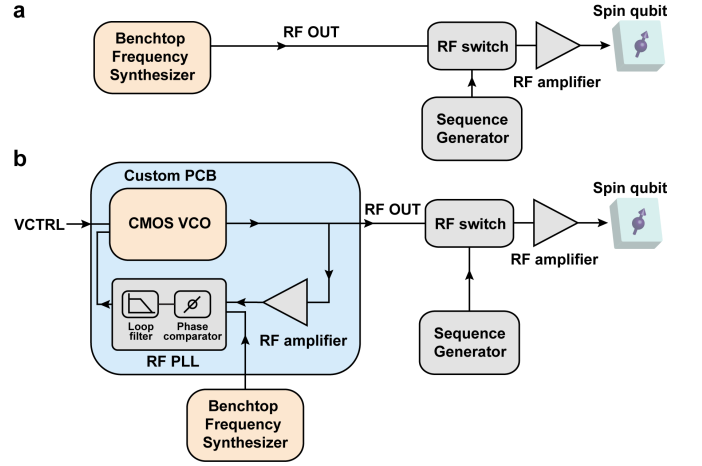 a
Spin qubit
Benchtop
Frequency
Synthesizer
RF OUT
RF switch
RF amplifier
Sequence
Generator
b
Custom PCB
Spin qubit
VCTRL
CMOS VCO
RF OUT
RF switch
RF amplifier
Loop
filter
Phase
comparator
RF amplifier
RF PLL
Sequence
Generator
Benchtop
Frequency
Synthesizer